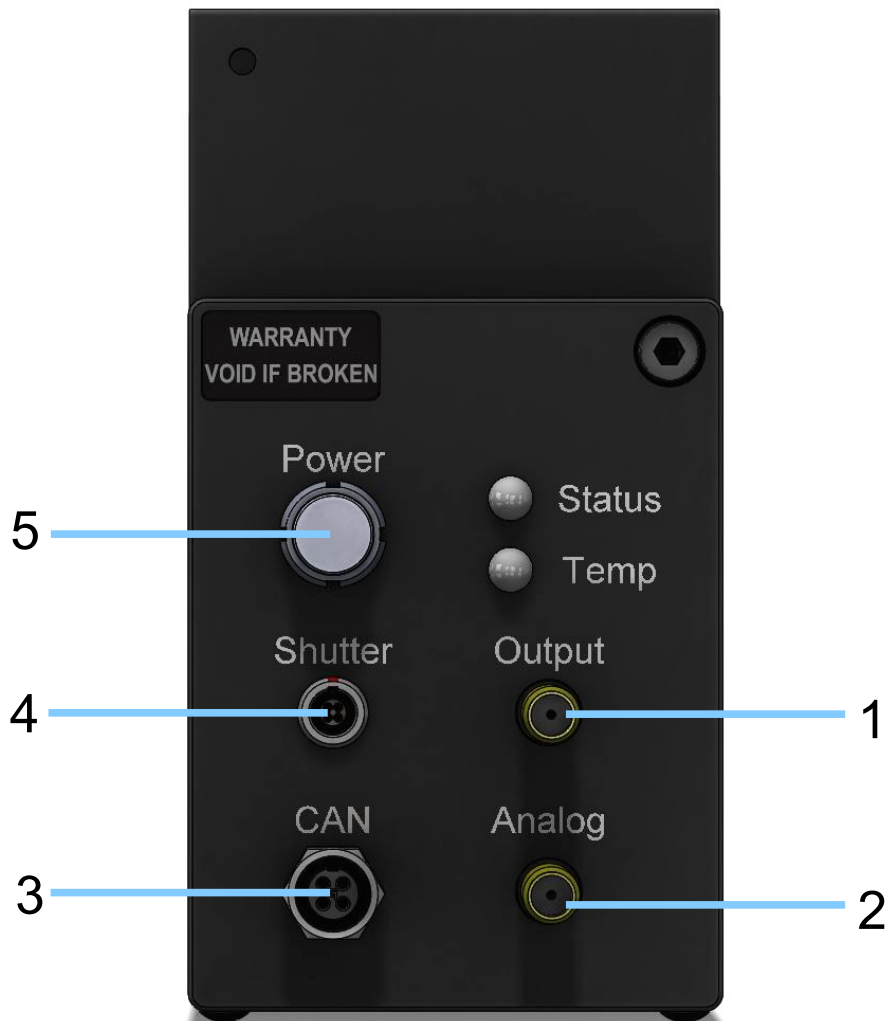 WARRANTY
VOID IF BROKEN
Power
Status
5
Temp
Shutter
Output
4
1
CAN
Analog
3
2